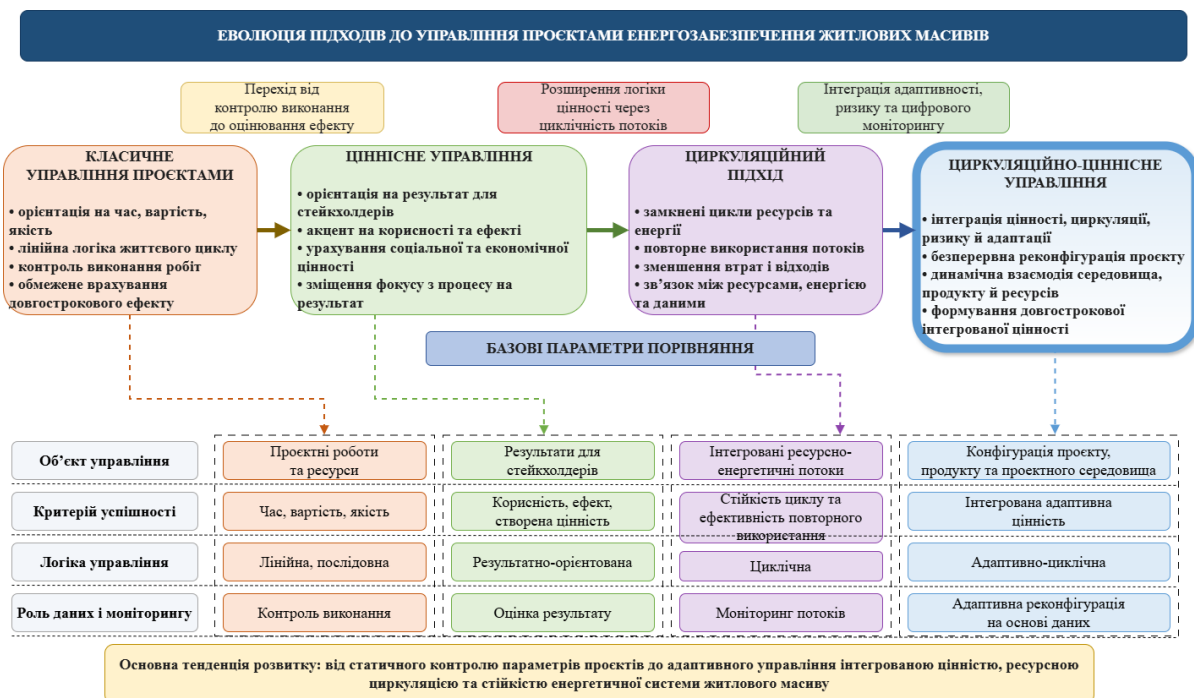 ЕВОЛЮЦІЯ ПІДХОДІВ ДО УПРАВЛІННЯ ПРОЄКТАМИ ЕНЕРГОЗАБЕЗПЕЧЕННЯ ЖИТЛОВИХ МАСИВІВ
Перехід від
контролю виконання
до оцінювання ефекту
Розширення логіки
цінності через
циклічність потоків
Інтеграція адаптивності,
ризику та цифрового
моніторингу
КЛАСИЧНЕ
УПРАВЛІННЯ ПРОЄКТАМИ
• орієнтація на час, вартість,
якість
• лінійна логіка життєвого циклу
• контроль виконання робіт
• обмежене врахування
довгострокового ефекту
ЦІННІСНЕ УПРАВЛІННЯ
• орієнтація на результат для
стейкхолдерів
• акцент на корисності та ефекті
• урахування соціальної та економічної
цінності
• зміщення фокусу з процесу на
результат
ЦИРКУЛЯЦІЙНИЙ
ПІДХІД
• замкнені цикли ресурсів та
енергії
• повторне використання потоків
• зменшення втрат і відходів
• зв’язок між ресурсами, енергією
та даними
ЦИРКУЛЯЦІЙНО-ЦІННІСНЕ
УПРАВЛІННЯ
• інтеграція цінності, циркуляції,
ризику й адаптації
• безперервна реконфігурація проєкту
• динамічна взаємодія середовища,
продукту й ресурсів
• формування довгострокової
інтегрованої цінності
БАЗОВІ ПАРАМЕТРИ ПОРІВНЯННЯ
Об’єкт управління
Проєктні роботи
та ресурси
Результати для
стейкхолдерів
Інтегровані ресурсно-
енергетичні потоки
Конфігурація проєкту,
продукту та проектного середовища
Критерій успішності
Час, вартість, якість
Корисність, ефект,
створена цінність
Стійкість циклу та
ефективність повторного
використання
Інтегрована адаптивна
цінність
Логіка управління
Лінійна, послідовна
Результатно-орієнтована
Циклічна
Адаптивно-циклічна
Роль даних і моніторингу
Контроль виконання
Оцінка результату
Моніторинг потоків
Адаптивна реконфігурація
на основі даних
Основна тенденція розвитку: від статичного контролю параметрів проєктів до адаптивного управління інтегрованою цінністю, ресурсною
циркуляцією та стійкістю енергетичної системи житлового масиву